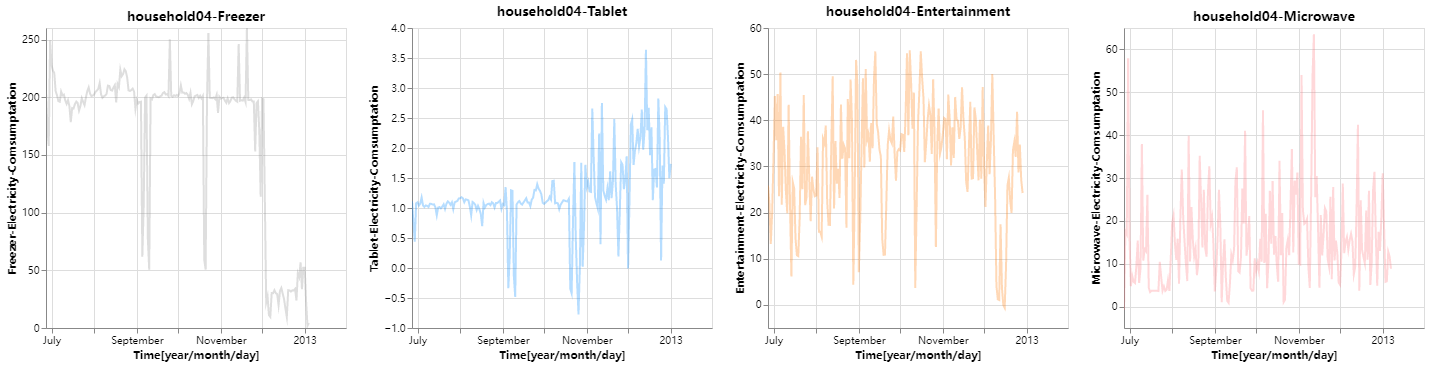 household04-Freezer
Freezer-Electricity-Comsumptation
250
200
150
100
50
0
July
September
November
2013
Time[year/month/day]
household04-Tablet
Tablet-Electricity-Comsumptation
4.0
3.5
3.0
2.5
2.0
1.5
1.0
0.5
0.0
−0.5
−1.0
July
September
November
2013
Time[year/month/day]
household04-Entertainment
Entertainment-Electricity-Comsumptation
60
50
40
30
20
10
0
July
September
November
2013
Time[year/month/day]
household04-Microwave
Microwave-Electricity-Comsumptation
60
50
40
30
20
10
0
July
September
November
2013
Time[year/month/day]